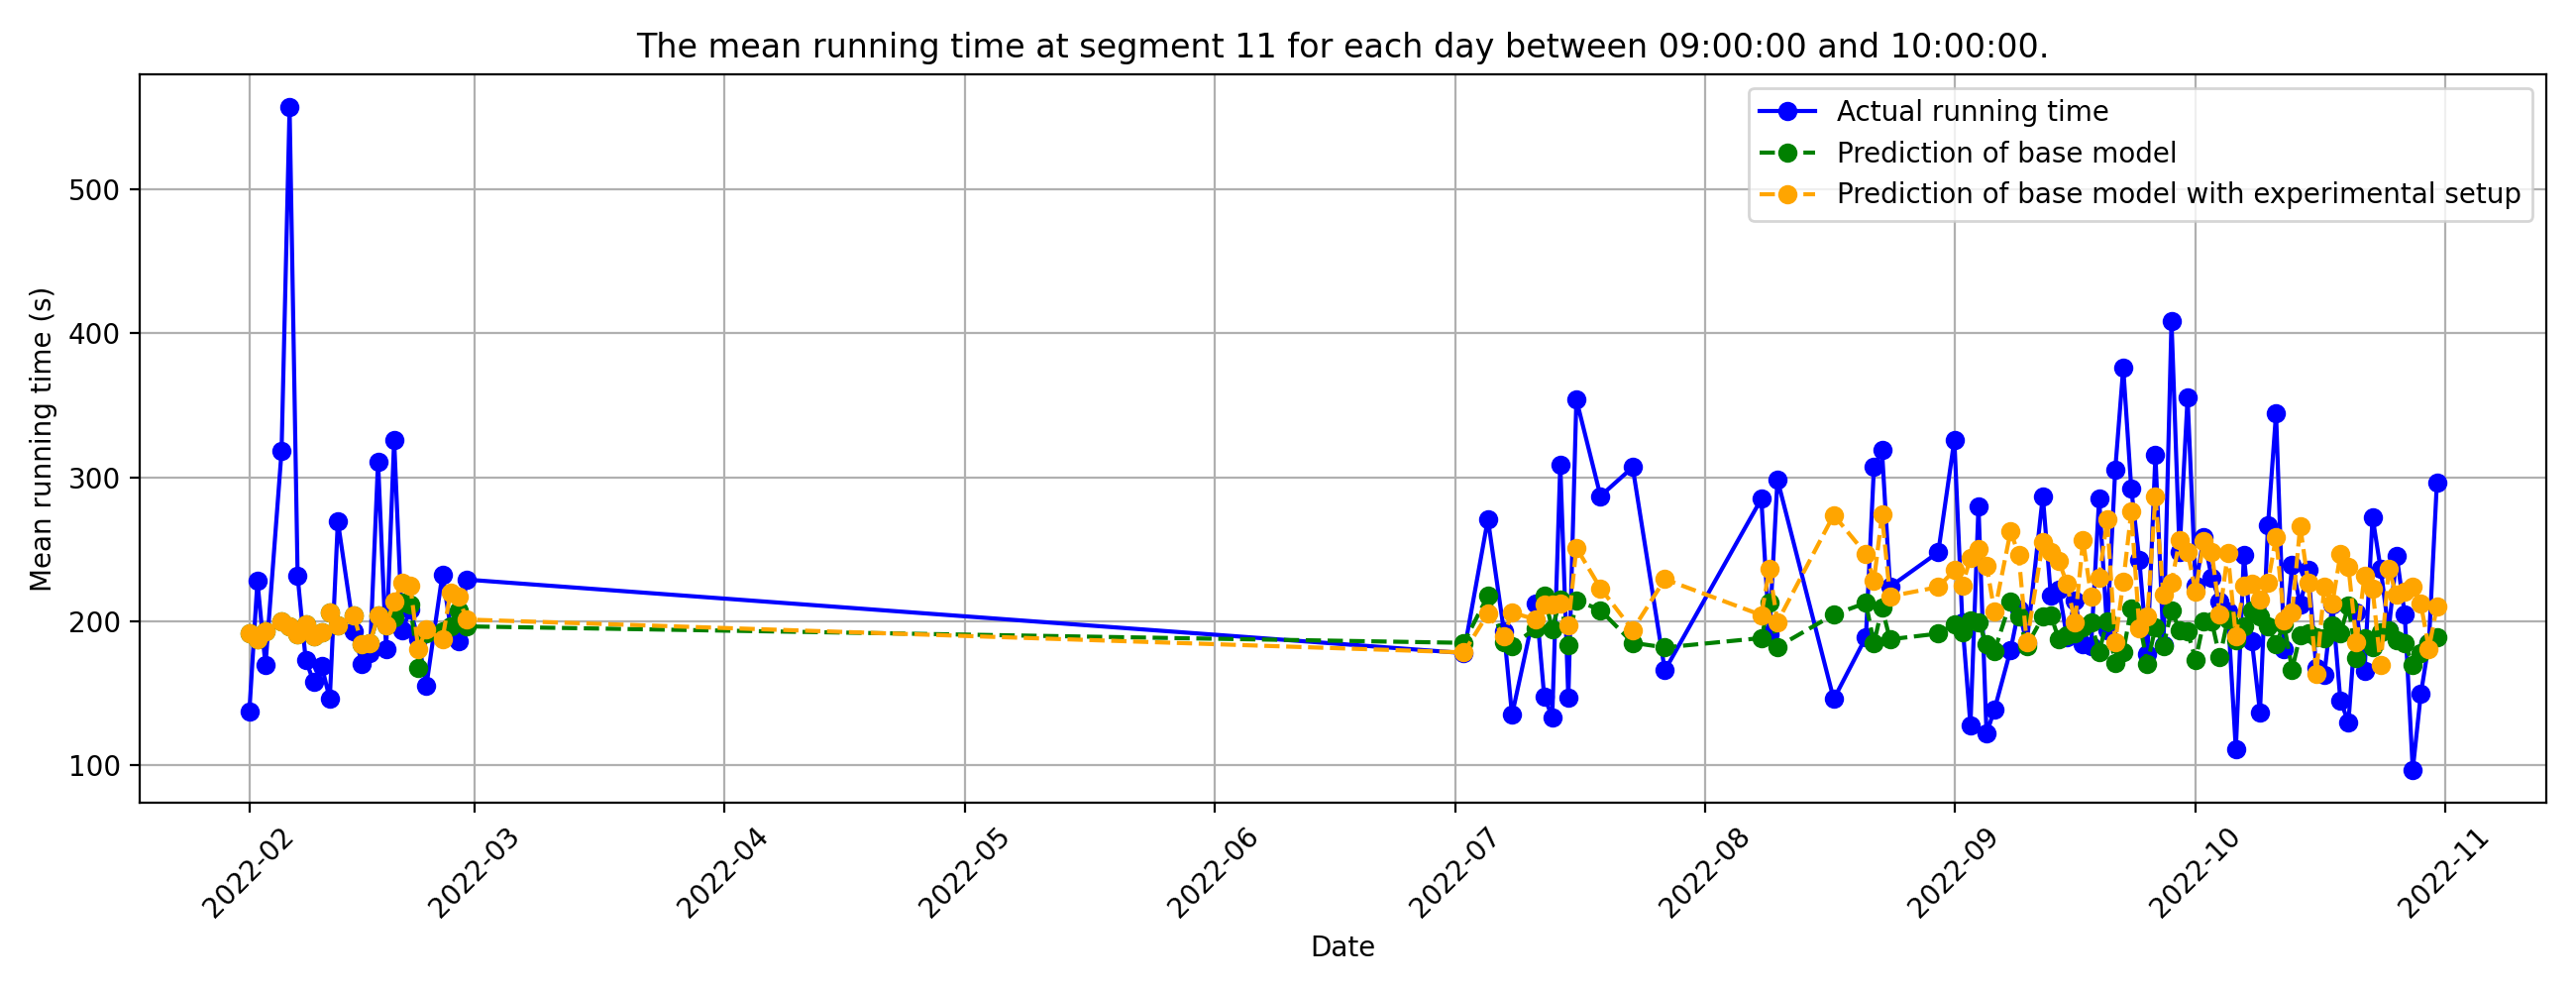 The mean running time at segment 11 for each day between 09:00:00 and 10:00:00.
Actual running time
Prediction of base model
Prediction of base model with experimental setup
Mean running time (s)
500
400
300
200
100
2022-02
2022-03
2022-04
2022-05
2022-06
2022-07
2022-08
2022-09
2022-10
2022-11
Date